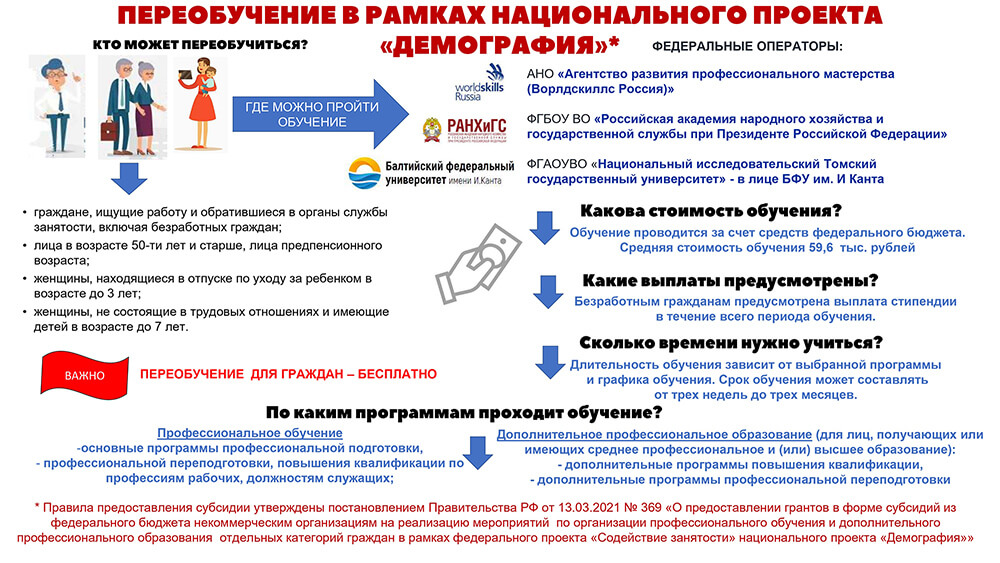 ПЕРЕОБУЧЕНИЕ В РАМКАХ НАЦИОНАЛЬНОГО ПРОЕКТА
«ДЕМОГРАФИЯ»*
КТО МОЖЕТ ПЕРЕОБУЧИТЬСЯ?
ГДЕ МОЖНО ПРОЙТИ
ОБУЧЕНИЕ
ФЕДЕРАЛЬНЫЕ ОПЕРАТОРЫ:
worldskills
Russia
АНО «Агентство развития профессионального мастерства
(Ворлдскиллс Россия)»
РАНХиГС
ФГБОУ ВО «Российская академия народного хозяйства и
государственной службы при Президенте Российской Федерации»
Балтийский федеральный
университет имени И.Канта
ФГАОУВО «Национальный исследовательский Томский
государственный университет» - в лице БФУ им. И Канта
• граждане, ищущие работу и обратившиеся в органы службы
занятости, включая безработных граждан;
• лица в возрасте 50-ти лет и старше, лица предпенсионного
возраста;
• женщины, находящиеся в отпуске по уходу за ребенком в
возрасте до 3 лет;
• женщины, не состоящие в трудовых отношениях и имеющие
детей в возрасте до 7 лет.
ВАЖНО
ПЕРЕОБУЧЕНИЕ ДЛЯ ГРАЖДАН – БЕСПЛАТНО
Какова стоимость обучения?
Обучение проводится за счет средств федерального бюджета.
Средняя стоимость обучения 59,6 тыс. рублей
Какие выплаты предусмотрены?
Безработным гражданам предусмотрена выплата стипендии
в течение всего периода обучения.
Сколько времени нужно учиться?
Длительность обучения зависит от выбранной программы
и графика обучения. Срок обучения может составлять
от трех недель до трех месяцев.
По каким программам проходит обучение?
Профессиональное обучение
-основные программы профессиональной подготовки,
- профессиональной переподготовки, повышения квалификации по
профессиям рабочих, должностям служащих;
Дополнительное профессиональное образование (для лиц, получающих или
имеющих среднее профессиональное и (или) высшее образование):
- дополнительные программы повышения квалификации,
- дополнительные программы профессиональной переподготовки
* Правила предоставления субсидии утверждены постановлением Правительства РФ от 13.03.2021 № 369 «О предоставлении грантов в форме субсидий из
федерального бюджета некоммерческим организациям на реализацию мероприятий по организации профессионального обучения и дополнительного
профессионального образования отдельных категорий граждан в рамках федерального проекта «Содействие занятости» национального проекта «Демография»»